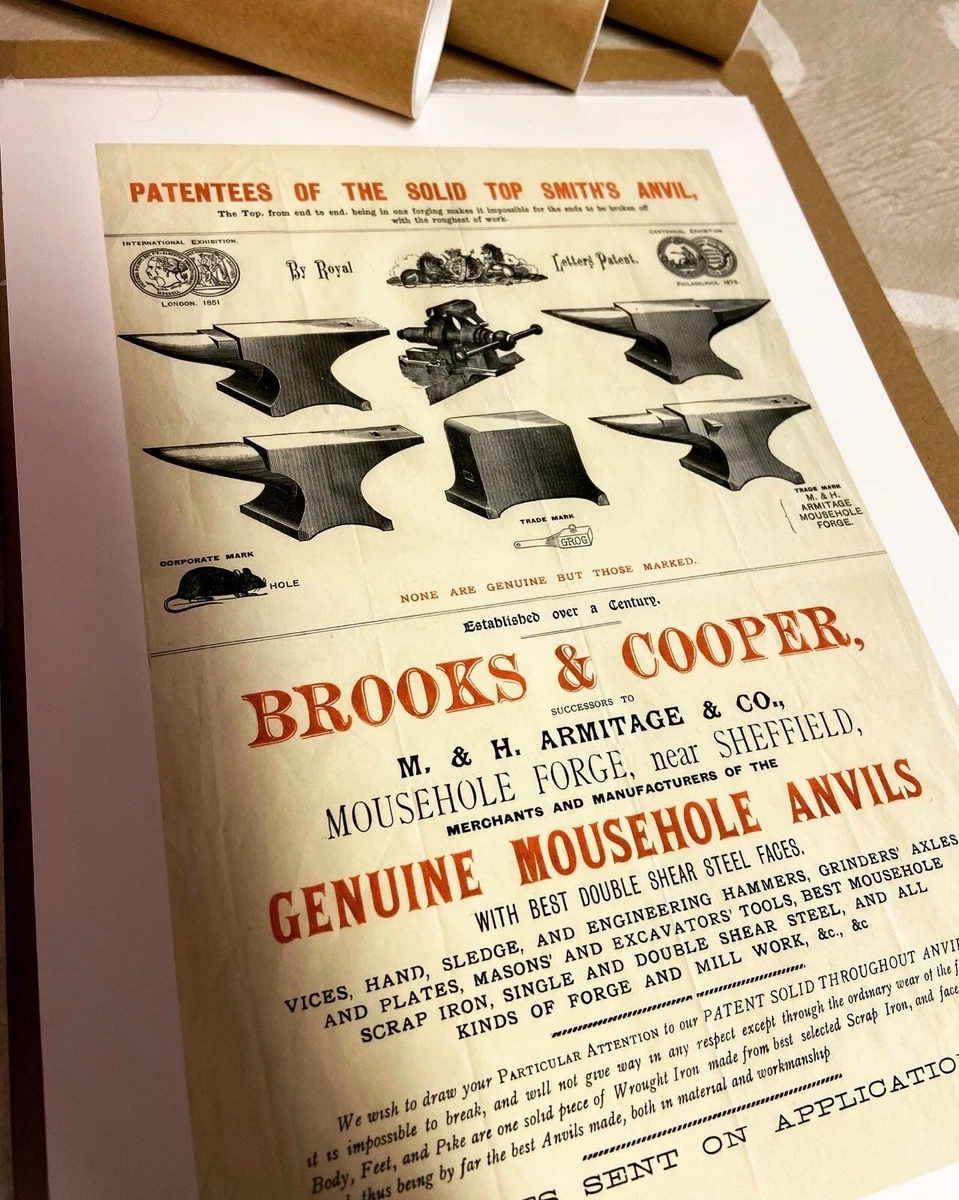 PATENTEES OF THE SOLID TOP SMITH'S ANVIL,
The Top, from end to end, being in one forging makes it impossible for the ends to be broken off
with the roughest of work.
INTERNATIONAL EXHIBITION.
LONDON, 1851
By Royal
Letters Patent.
CENTENNIAL EXHIBITION
PHILADELPHIA, 1876.
TRADE MARK
M. & H.
ARMITAGE
MOUSEHOLE
FORGE.
TRADE MARK
GROG
CORPORATE MARK
HOLE
NONE ARE GENUINE BUT THOSE MARKED.
Established over a Century.
BROOKS & COOPER,
SUCCESSORS TO
M. & H. ARMITAGE & CO.,
MOUSEHOLE FORGE, near SHEFFIELD,
MERCHANTS AND MANUFACTURERS OF THE
GENUINE MOUSEHOLE ANVILS
WITH BEST DOUBLE SHEAR STEEL FACES.
VICES, HAND, SLEDGE, AND ENGINEERING HAMMERS, GRINDERS' AXLES
AND PLATES, MASONS' AND EXCAVATORS' TOOLS, BEST MOUSEHOLE
SCRAP IRON, SINGLE AND DOUBLE SHEAR STEEL, AND ALL
KINDS OF FORGE AND MILL WORK, &c., &c
We wish to draw your PARTICULAR ATTENTION to our PATENT SOLID THROUGHOUT
it is impossible to break, and will not give way in any respect except through the ordinary wear of the
Body, Feet, and Pike are one solid piece of Wrought Iron made from best selected Scrap Iron, and
thus being by far the best Anvils made, both in material and workmanship
SENT ON